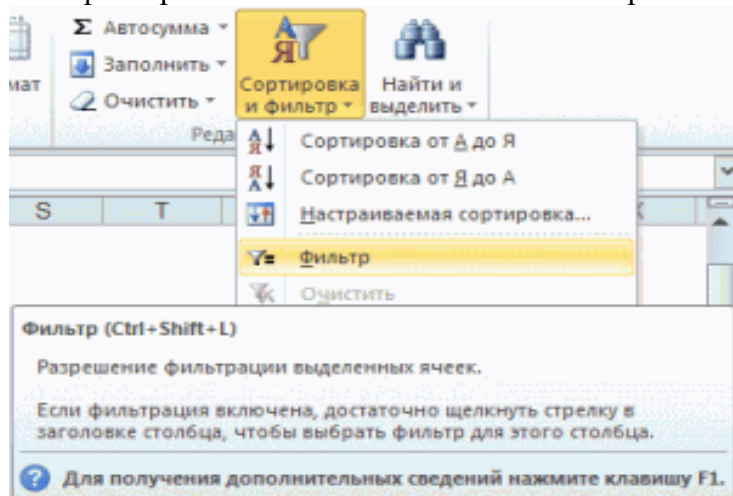 Σ Автосумма
Заполнить
мат
Очистить
Сортировка и фильтр
Найти и выделить
Реда
Сортировка от А до Я
Сортировка от Я до А
Настраиваемая сортировка...
S T
Фильтр
Очистить
Фильтр (Ctrl+Shift+L)
Разрешение фильтрации выделенных ячеек.
Если фильтрация включена, достаточно щелкнуть стрелку в
заголовке столбца, чтобы выбрать фильтр для этого столбца.
Для получения дополнительных сведений нажмите клавишу F1.